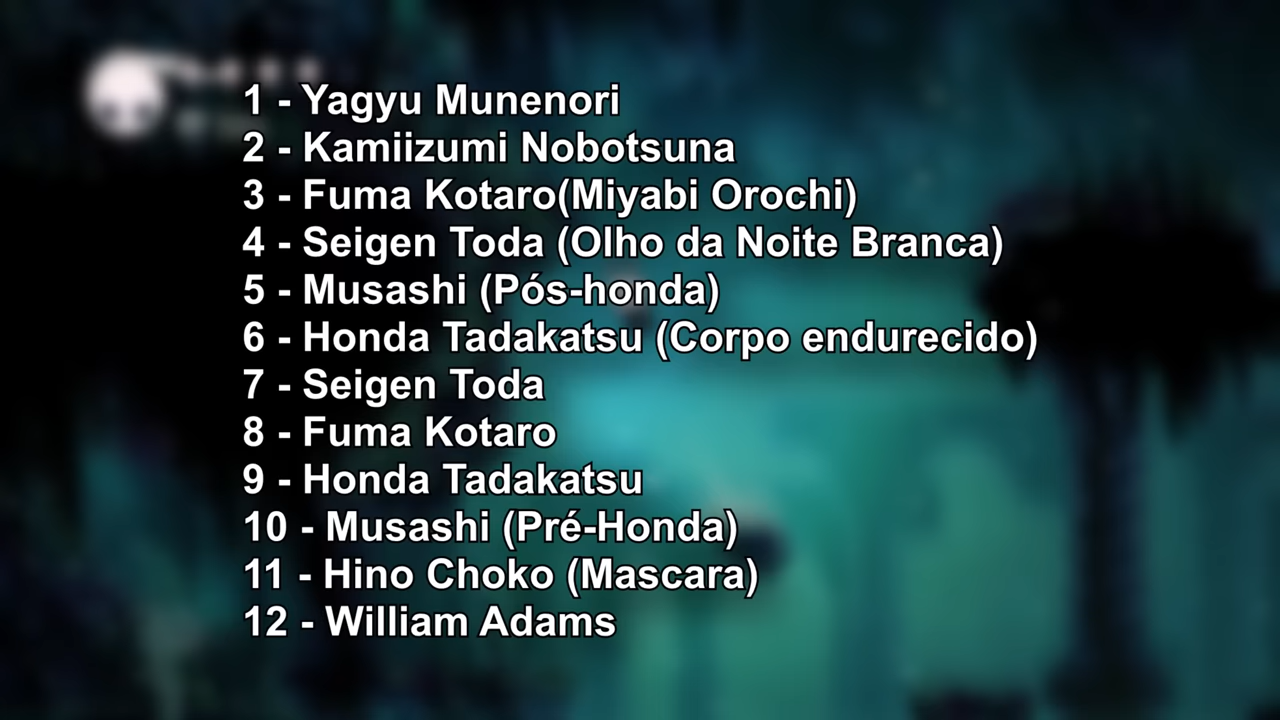 1 - Yagyu Munenori
2 - Kamiizumi Nobotsuna
3 - Fuma Kotaro(Miyabi Orochi)
4 - Seigen Toda (Olho da Noite Branca)
5 - Musashi (Pós-honda)
6 - Honda Tadakatsu (Corpo endurecido)
7 - Seigen Toda
8 - Fuma Kotaro
9 - Honda Tadakatsu
10 - Musashi (Pré-Honda)
11 - Hino Choko (Mascara)
12 - William Adams